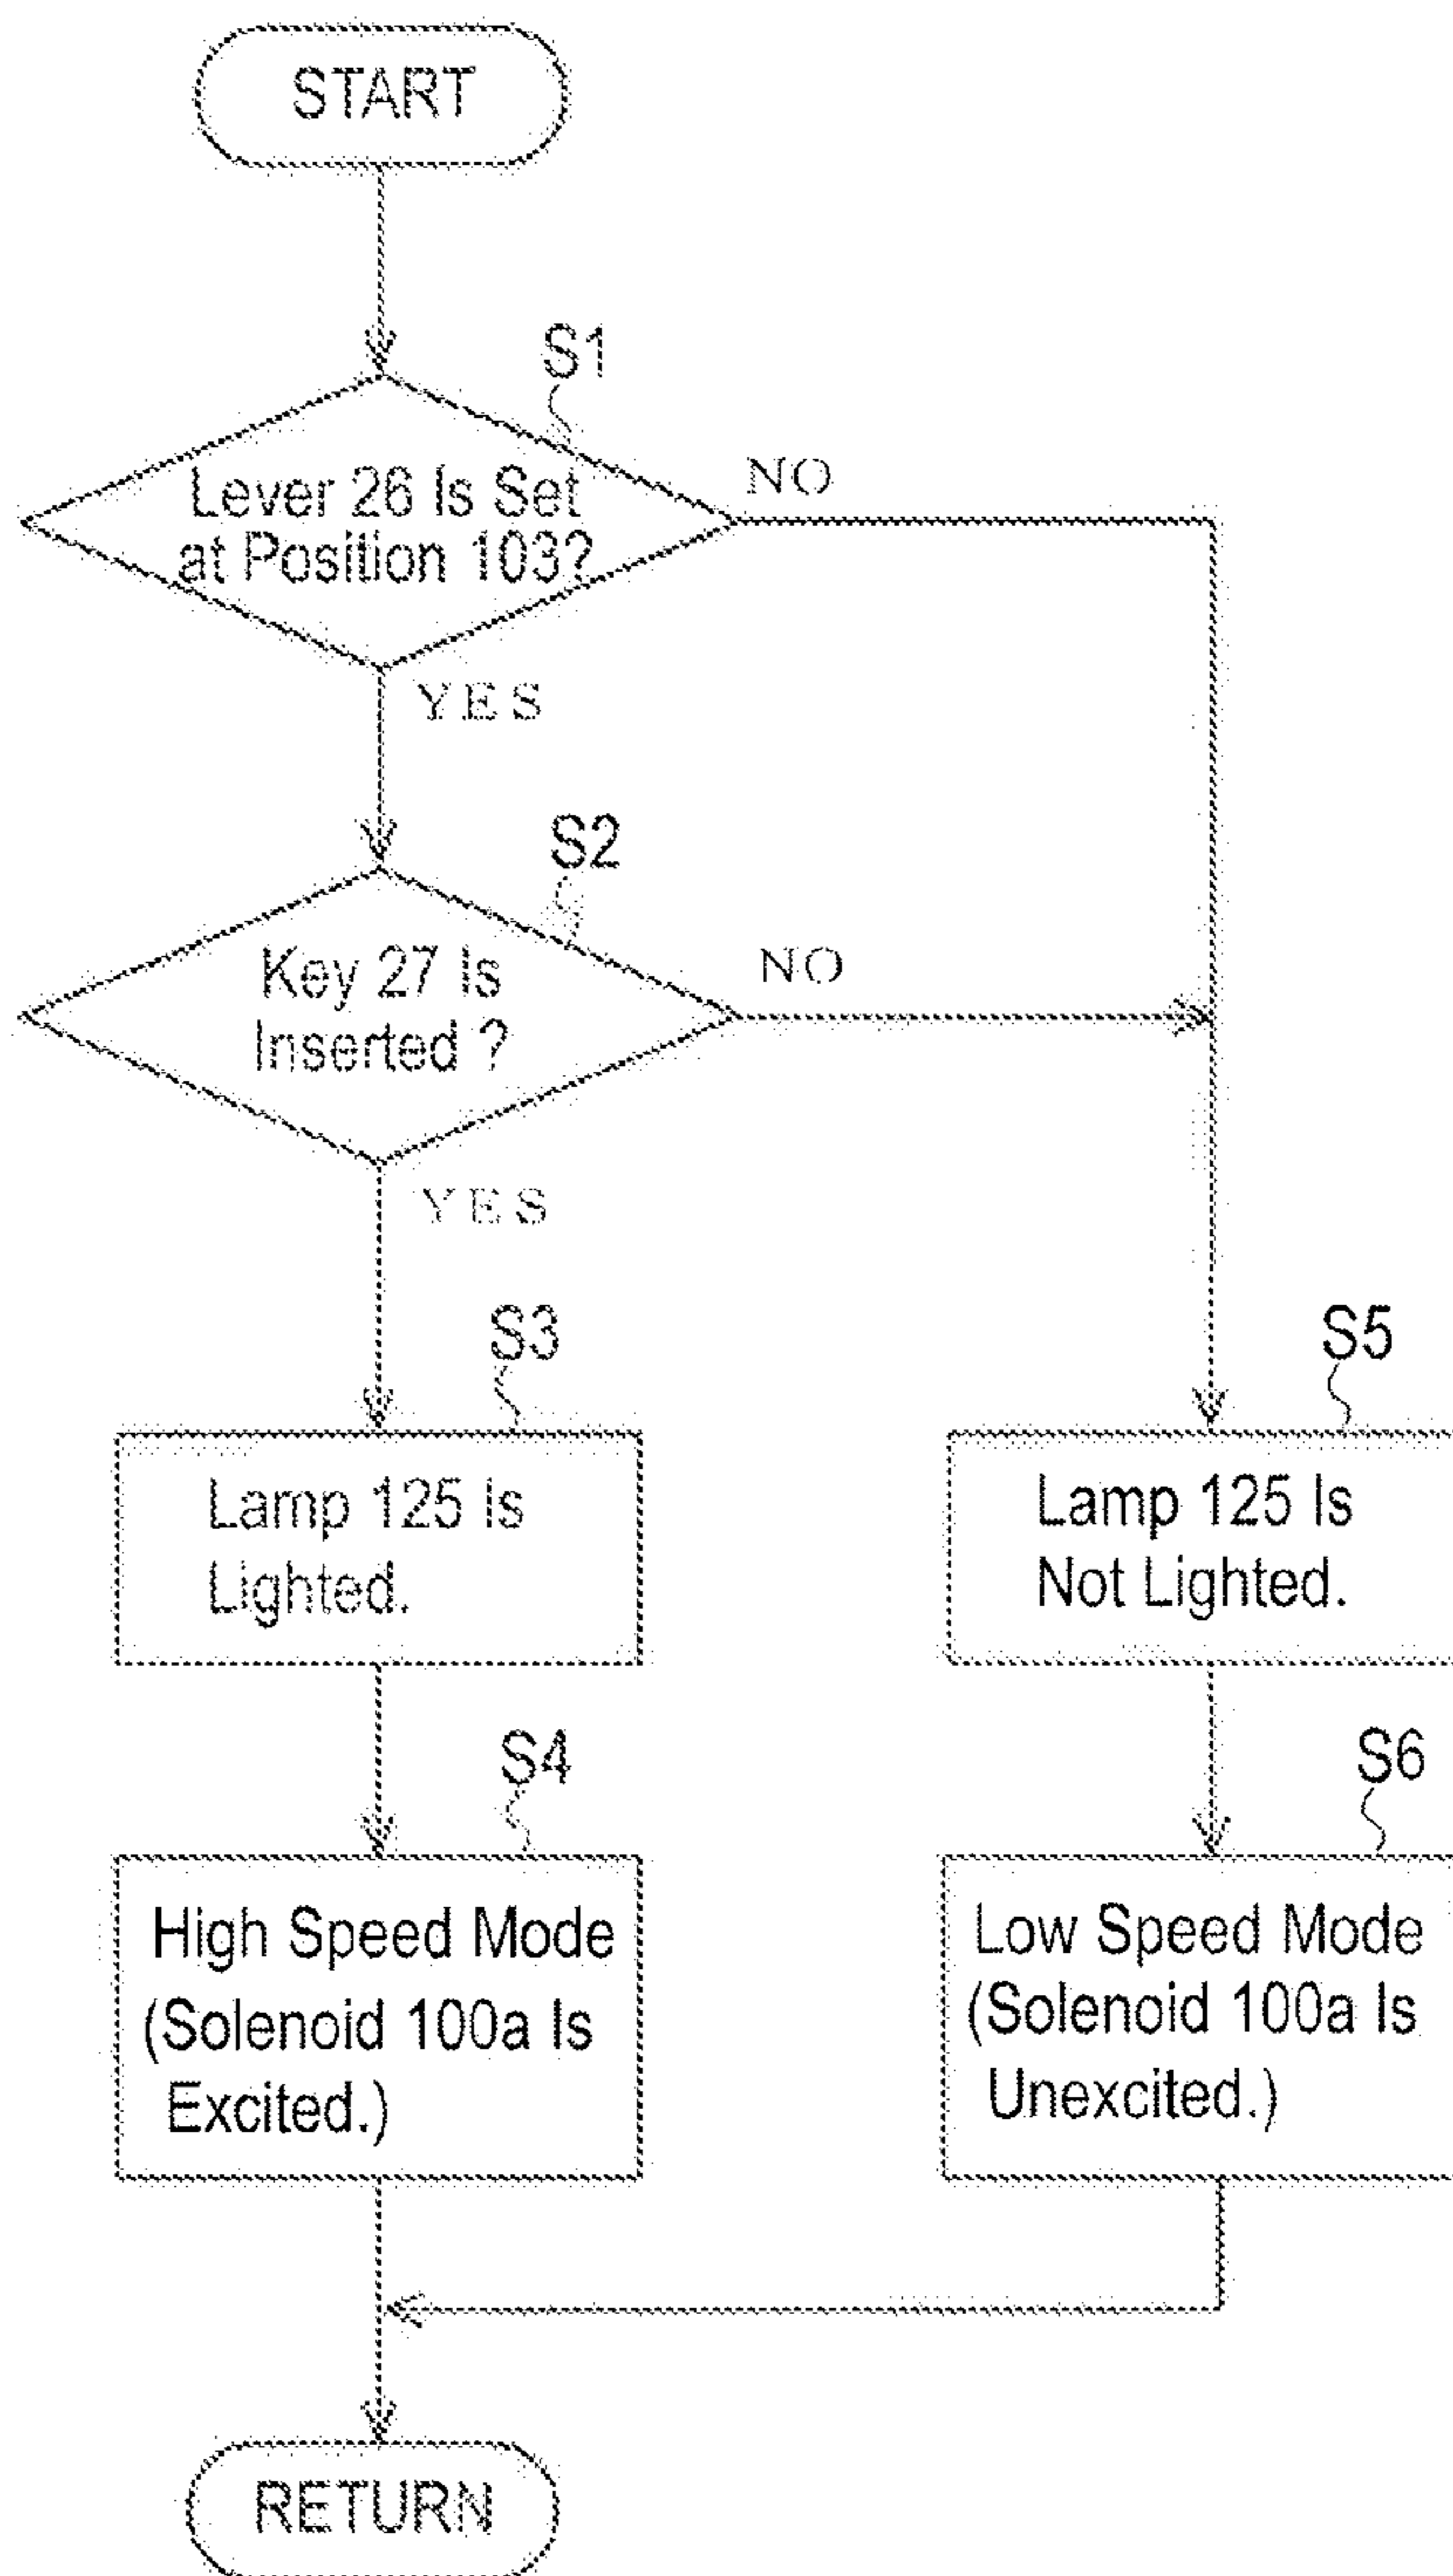 START
S1
Lever 26 Is Set
at Position 103?
NO
YES
S2
Key 27 Is
Inserted ?
NO
YES
S3
Lamp 125 Is
Lighted.
S5
Lamp 125 Is
Not Lighted.
S4
High Speed Mode
(Solenoid 100a Is
Excited.)
S6
Low Speed Mode
(Solenoid 100a Is
Unexcited.)
RETURN